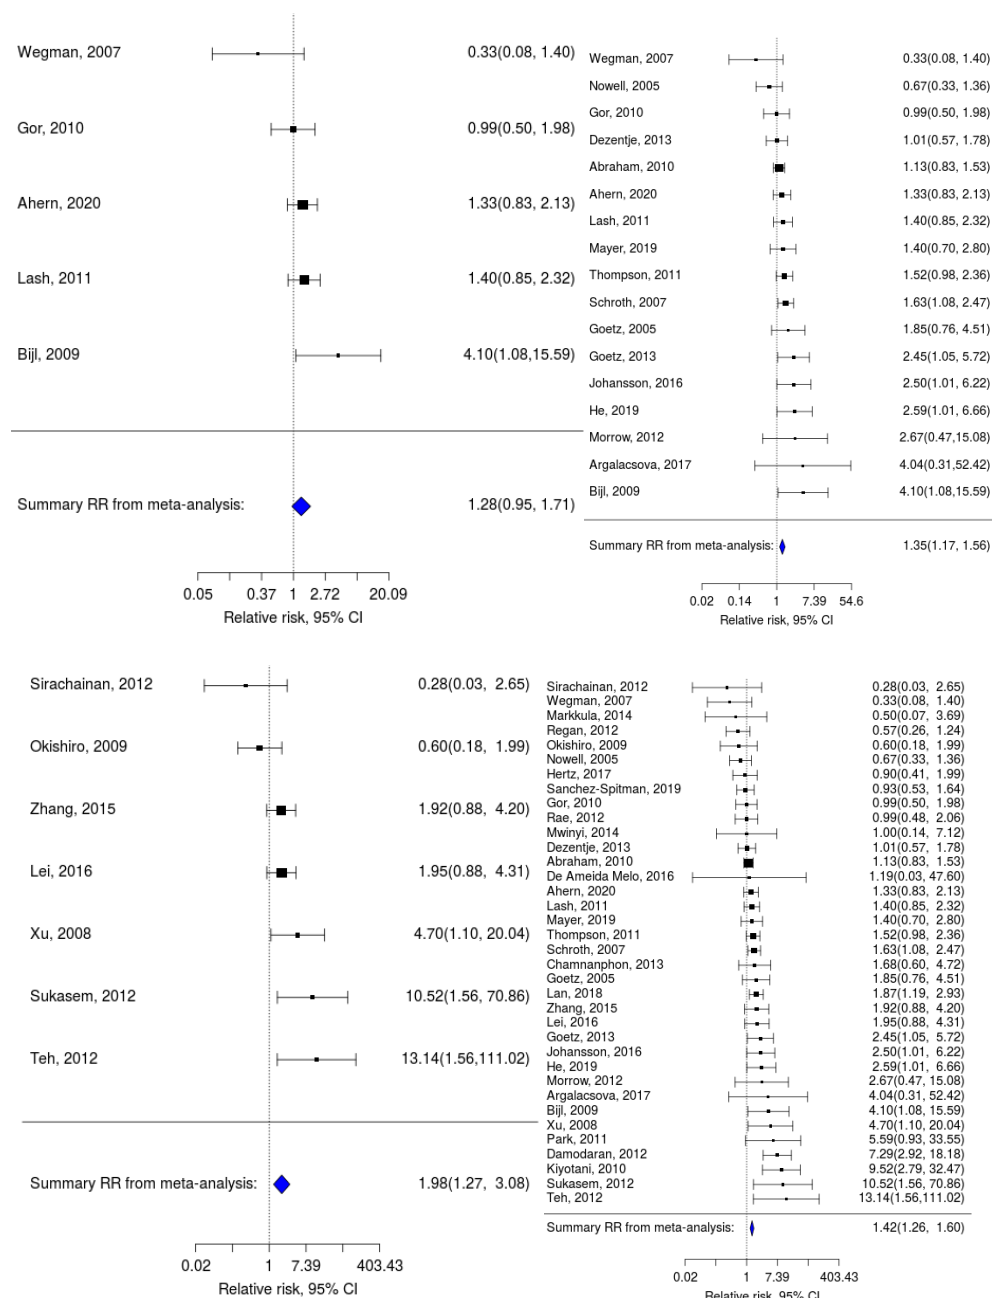 Wegman, 2007 0.33(0.08, 1.40)
Gor, 2010 0.99(0.50, 1.98)
Ahern, 2020 1.33(0.83, 2.13)
Lash, 2011 1.40(0.85, 2.32)
Bijl, 2009 4.10(1.08,15.59)
Summary RR from meta-analysis: 1.28(0.95, 1.71)
0.05 0.37 1 2.72 20.09
Relative risk, 95% CI
Wegman, 2007 0.33(0.08, 1.40)
Nowell, 2005 0.67(0.33, 1.36)
Gor, 2010 0.99(0.50, 1.98)
Dezentje, 2013 1.01(0.57, 1.78)
Abraham, 2010 1.13(0.83, 1.53)
Ahern, 2020 1.33(0.83, 2.13)
Lash, 2011 1.40(0.85, 2.32)
Mayer, 2019 1.40(0.70, 2.80)
Thompson, 2011 1.52(0.98, 2.36)
Schroth, 2007 1.63(1.08, 2.47)
Goetz, 2005 1.85(0.76, 4.51)
Goetz, 2013 2.45(1.05, 5.72)
Johansson, 2016 2.50(1.01, 6.22)
He, 2019 2.59(1.01, 6.66)
Morrow, 2012 2.67(0.47,15.08)
Argalacsova, 2017 4.04(0.31,52.42)
Bijl, 2009 4.10(1.08,15.59)
Summary RR from meta-analysis: 1.35(1.17, 1.56)
0.02 0.14 1 7.39 54.6
Relative risk, 95% CI
Sirachainan, 2012 0.28(0.03, 2.65)
Okishiro, 2009 0.60(0.18, 1.99)
Zhang, 2015 1.92(0.88, 4.20)
Lei, 2016 1.95(0.88, 4.31)
Xu, 2008 4.70(1.10, 20.04)
Sukasem, 2012 10.52(1.56, 70.86)
Teh, 2012 13.14(1.56,111.02)
Summary RR from meta-analysis: 1.98(1.27, 3.08)
0.02 1 7.39 403.43
Relative risk, 95% CI
Sirachainan, 2012 0.28(0.03, 2.65)
Wegman, 2007 0.33(0.08, 1.40)
Markkula, 2014 0.50(0.07, 3.69)
Regan, 2012 0.57(0.26, 1.24)
Okishiro, 2009 0.60(0.18, 1.99)
Nowell, 2005 0.67(0.33, 1.36)
Hertz, 2017 0.90(0.41, 1.99)
Sanchez-Spitman, 2019 0.93(0.53, 1.64)
Gor, 2010 0.99(0.50, 1.98)
Rae, 2012 0.99(0.48, 2.06)
Mwinyi, 2014 1.00(0.14, 7.12)
Dezentje, 2013 1.01(0.57, 1.78)
Abraham, 2010 1.13(0.83, 1.53)
De Ameida Melo, 2016 1.19(0.03, 47.60)
Ahern, 2020 1.33(0.83, 2.13)
Lash, 2011 1.40(0.85, 2.32)
Mayer, 2019 1.40(0.70, 2.80)
Thompson, 2011 1.52(0.98, 2.36)
Schroth, 2007 1.63(1.08, 2.47)
Chamnanphon, 2013 1.68(0.60, 4.72)
Goetz, 2005 1.85(0.76, 4.51)
Lan, 2018 1.87(1.19, 2.93)
Zhang, 2015 1.92(0.88, 4.20)
Lei, 2016 1.95(0.88, 4.31)
Goetz, 2013 2.45(1.05, 5.72)
Johansson, 2016 2.50(1.01, 6.22)
He, 2019 2.59(1.01, 6.66)
Morrow, 2012 2.67(0.47, 15.08)
Argalacsova, 2017 4.04(0.31, 52.42)
Bijl, 2009 4.10(1.08, 15.59)
Xu, 2008 4.70(1.10, 20.04)
Park, 2011 5.59(0.93, 33.55)
Damodaran, 2012 7.29(2.92, 18.18)
Kiyotani, 2010 9.52(2.79, 32.47)
Sukasem, 2012 10.52(1.56, 70.86)
Teh, 2012 13.14(1.56,111.02)
Summary RR from meta-analysis: 1.42(1.26, 1.60)
0.02 1 7.39 403.43
Relative risk, 95% CI